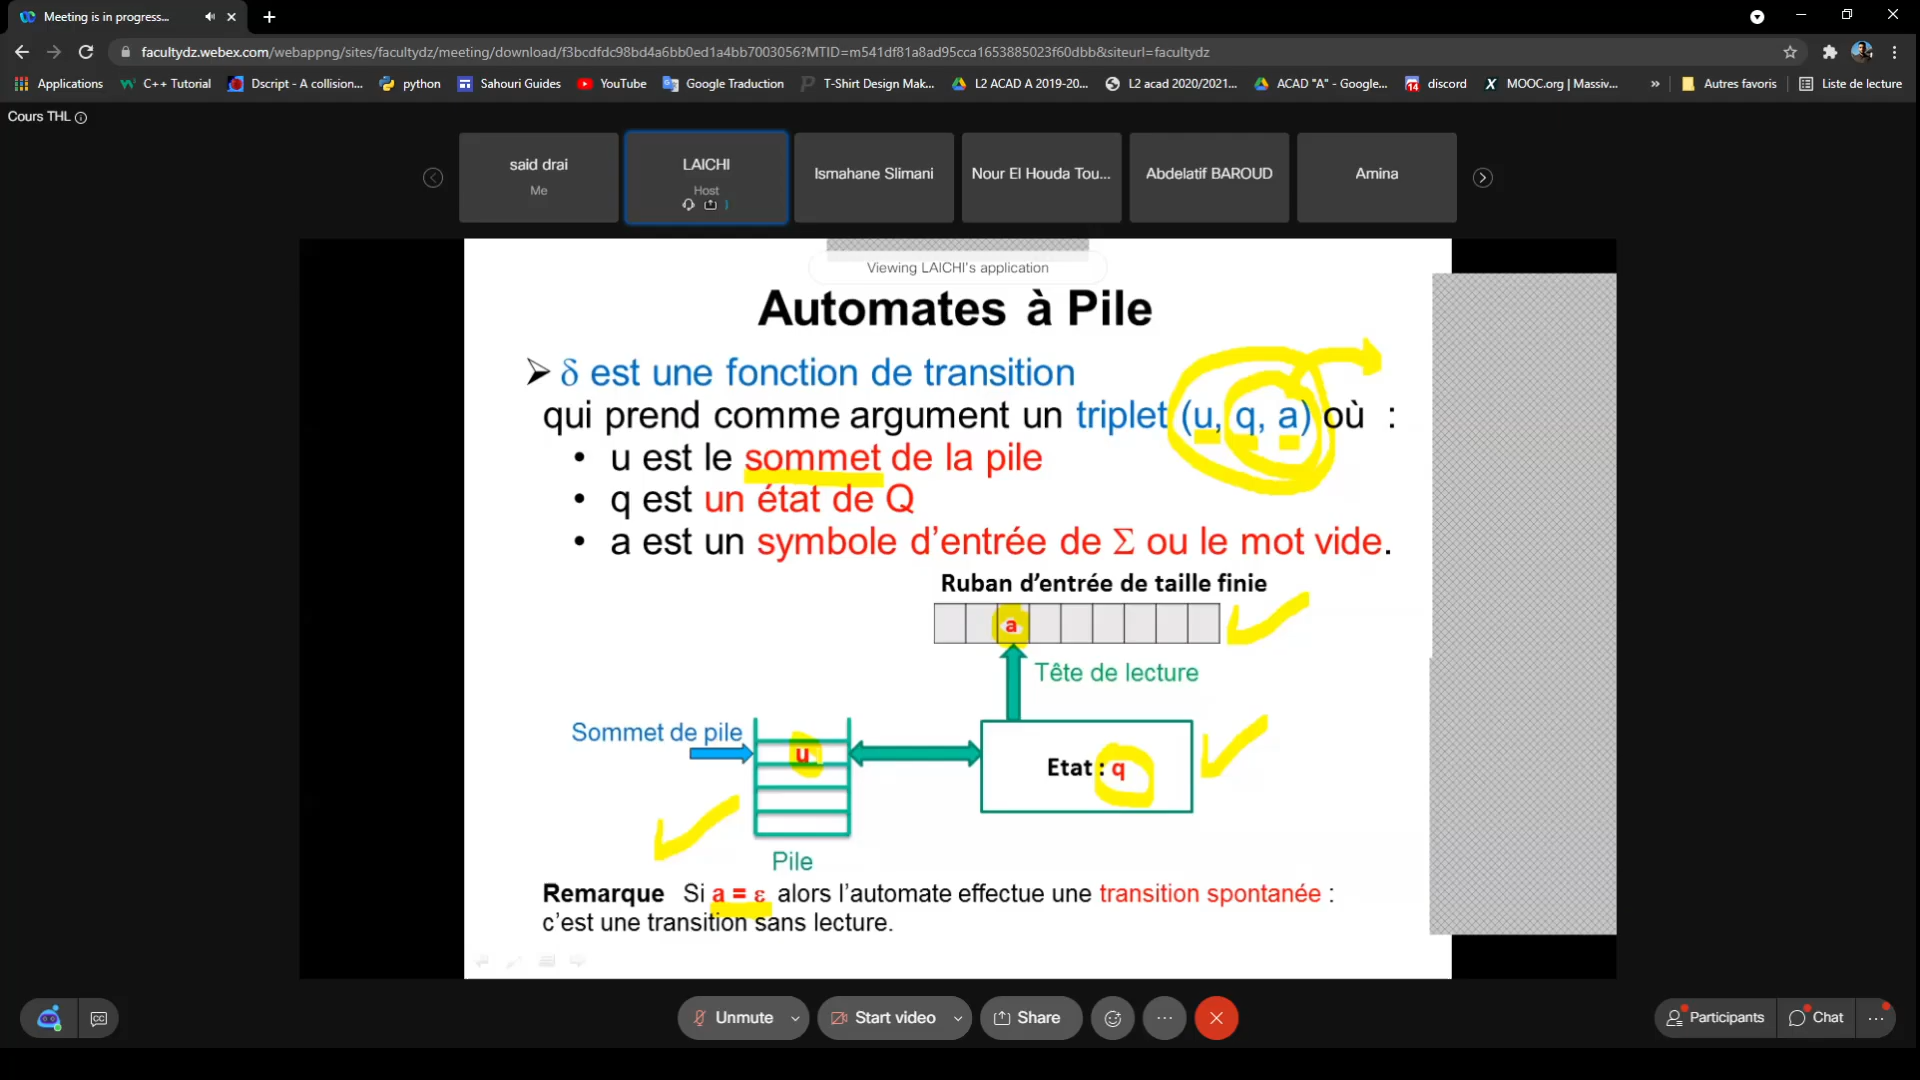 Meeting is in progress...
facultydz.webex.com/webappng/sites/facultydz/meeting/download/f3bcdfdc98bd4a6bb0ed1a4bb7003056?MTID=m541df81a8ad95cca1653885023f60dbb&siteurl=facultydz
Applications C++ Tutorial Dscript - A collision... python Sahouri Guides YouTube Google Traduction T-Shirt Design Mak... L2 ACAD A 2019-20... L2 acad 2020/2021... ACAD "A" - Google... 14 discord MOOC.org | Massiv... » Autres favoris Liste de lecture
Cours THL
said drai
Me
LAICHI
Host
Ismahane Slimani
Nour El Houda Tou...
Abdelatif BAROUD
Amina
Viewing LAICHI's application
Automates à Pile
➢ δ est une fonction de transition
qui prend comme argument un triplet (u, q, a) où :
• u est le sommet de la pile
• q est un état de Q
• a est un symbole d’entrée de Σ ou le mot vide.
Ruban d’entrée de taille finie
a
Tête de lecture
Sommet de pile
u
Etat : q
Pile
Remarque Si a = ε alors l’automate effectue une transition spontanée :
c’est une transition sans lecture.
Unmute Start video Share Participants Chat